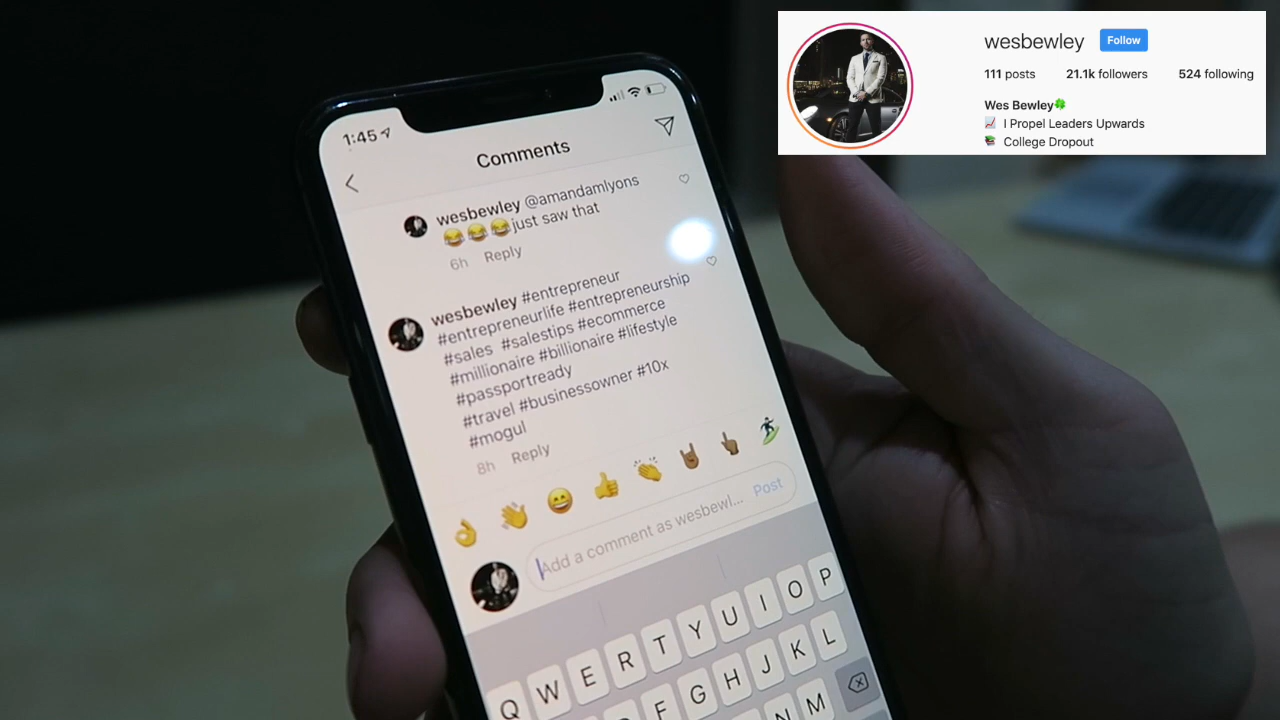 wesbewley Follow
111 posts 21.1k followers 524 following
Wes Bewley🍀
📈 I Propel Leaders Upwards
📚 College Dropout
1:45
Comments
wesbewley @amandamlyons
😂😂😂just saw that
6h Reply
wesbewley #entrepreneur
#entrepreneurlife #entrepreneurship
#sales #salestips #ecommerce
#millionaire #billionaire #lifestyle
#passportready
#travel #businessowner #10x
#mogul
8h Reply
👌 👋 😄 👍 👏 🤘🏾 🖕🏾 🏄
Add a comment as wesbewl... Post
Q W E R T Y U I O P
F G H J K L
N M